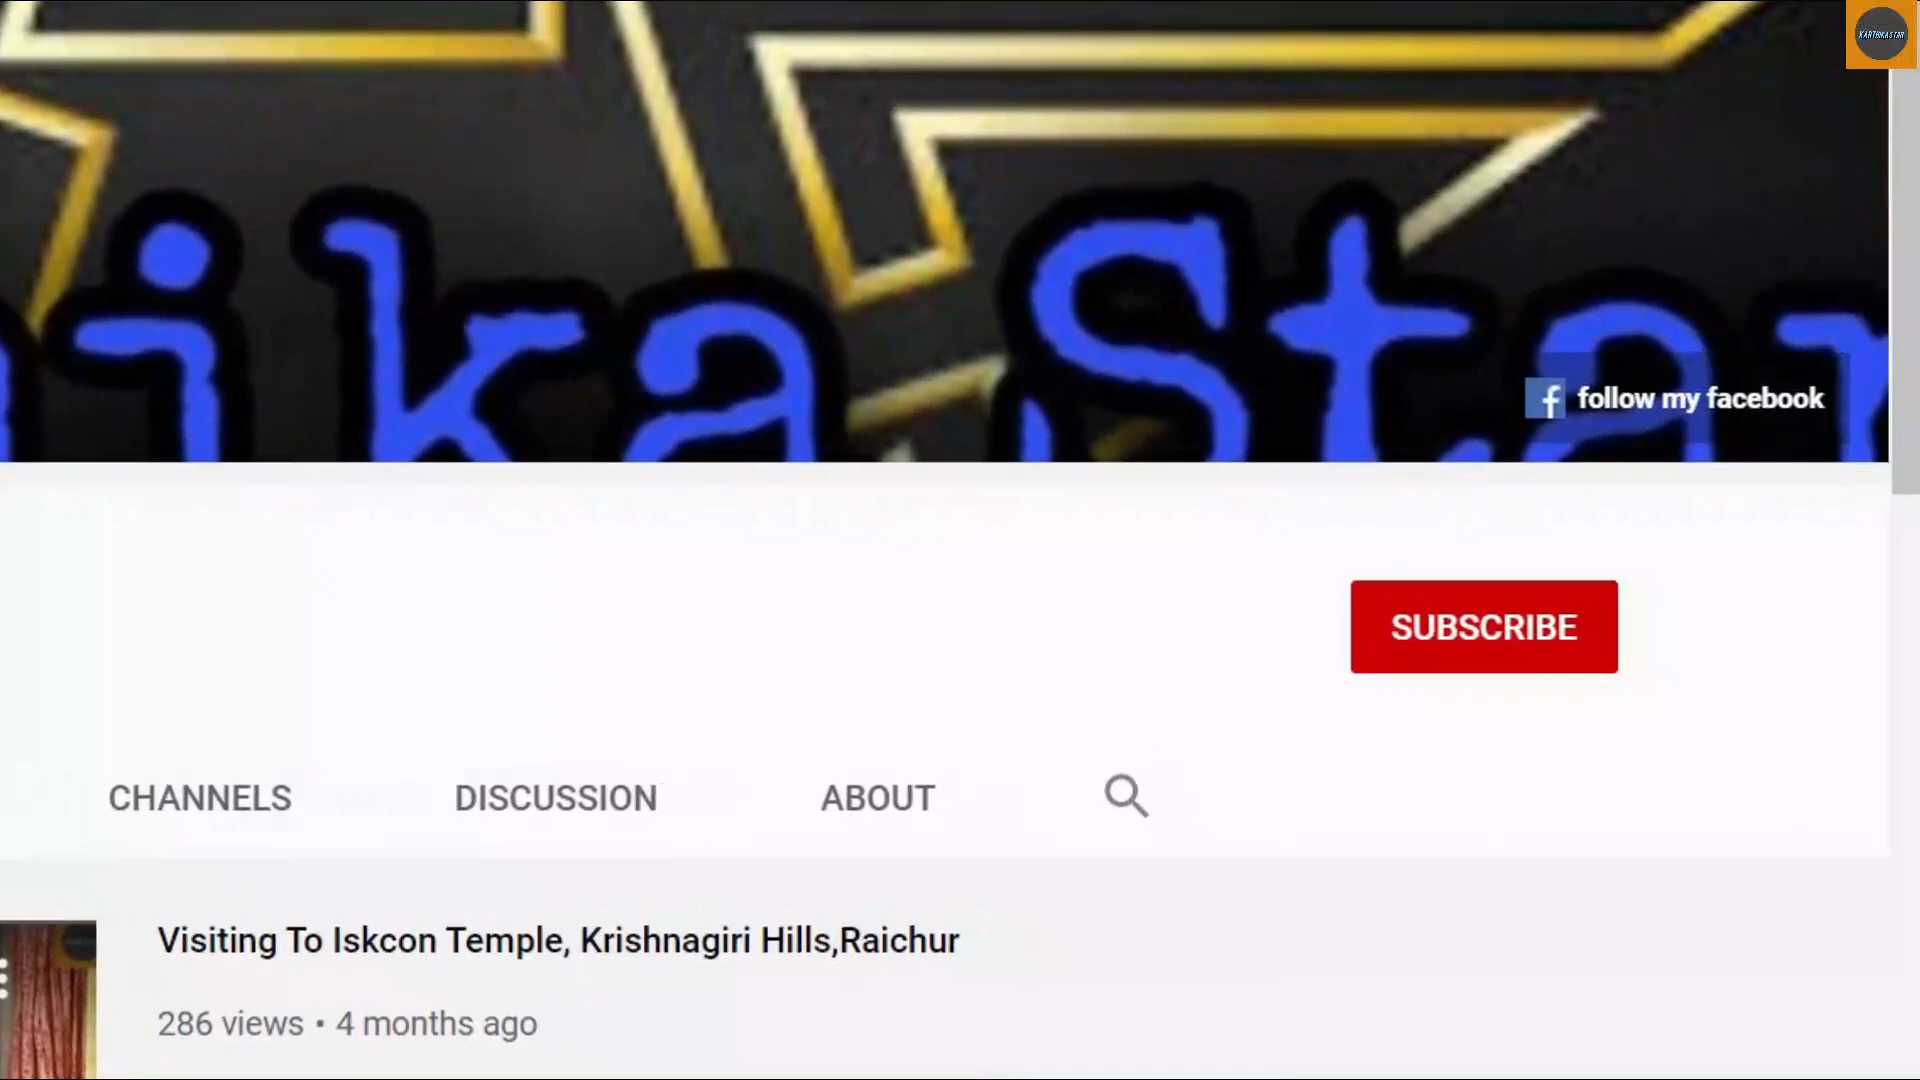 KARTHIKASTAR
ika Star
follow my facebook
SUBSCRIBE
CHANNELS DISCUSSION ABOUT
Visiting To Iskcon Temple, Krishnagiri Hills,Raichur
286 views • 4 months ago